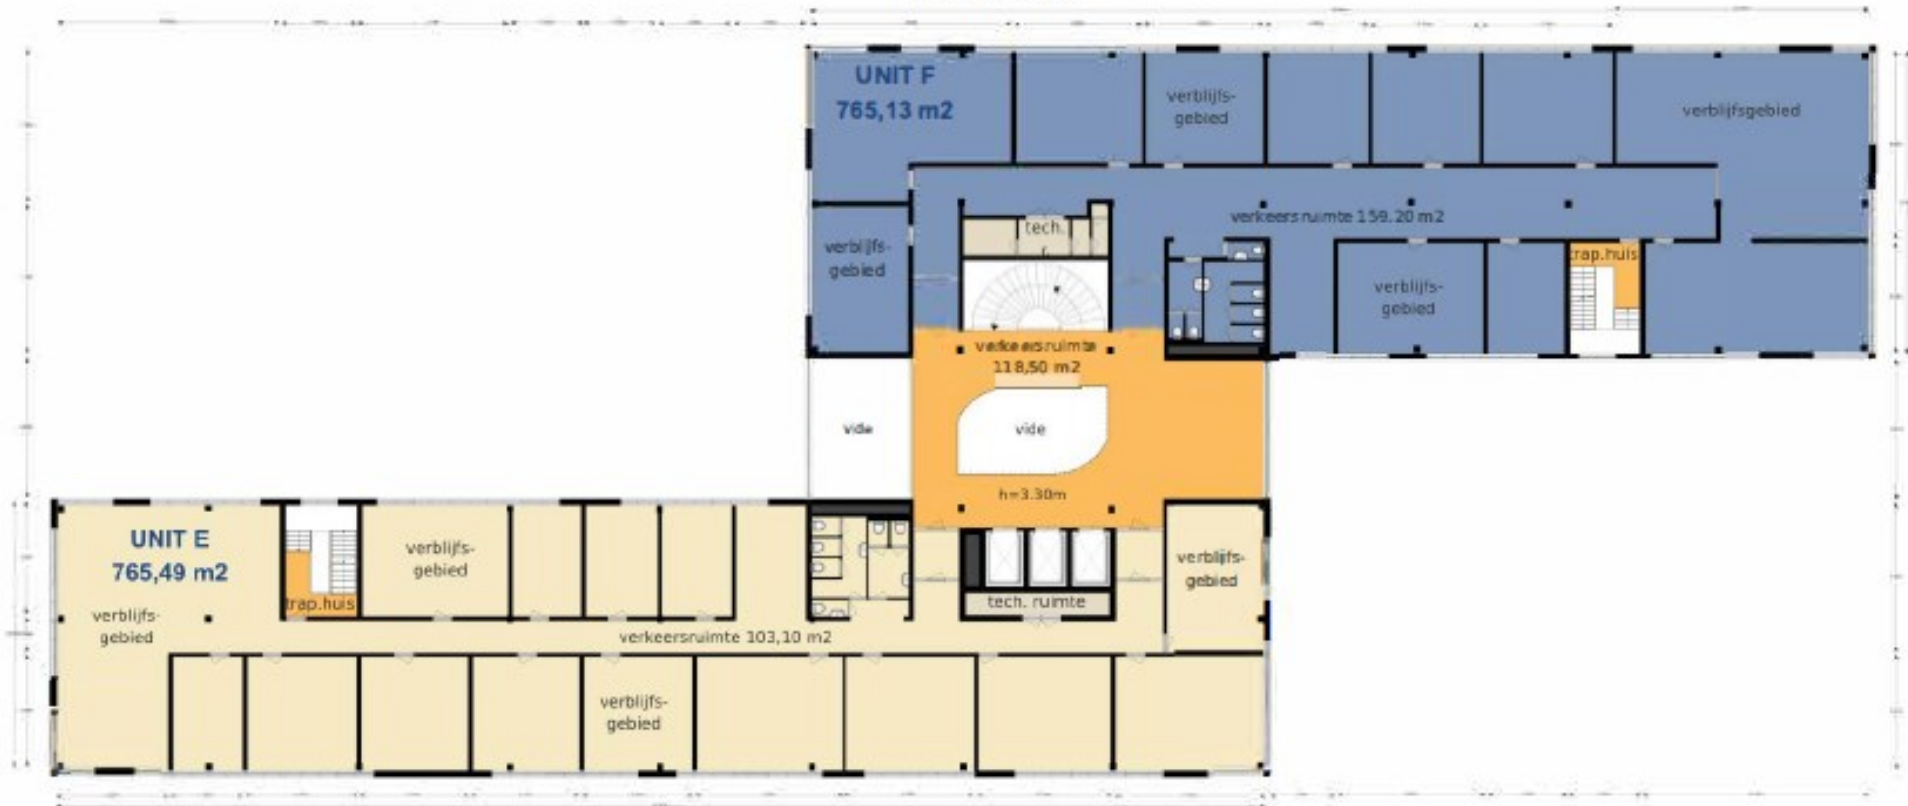 UNIT F
765,13 m2
verblijfs-
gebied
verblijfsgebied
verkeersruimte 159.20 m2
tech.
r.
verblijfs-
gebied
trap.huis
verblijfs-
gebied
verkeersruimte
118,50 m2
vide
vide
h=3.30m
UNIT E
765,49 m2
verblijfs-
gebied
trap.huis
verblijfs-
gebied
verblijfs-
gebied
tech. ruimte
verkeersruimte 103,10 m2
verblijfs-
gebied